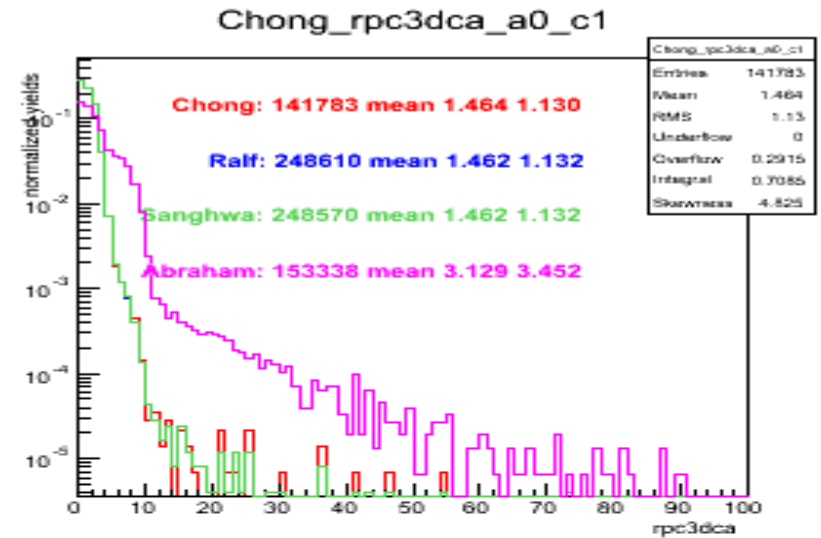 Chong_rpc3dca_a0_c1
Chong_rpc3dca_a0_c1
Entries 141783
Mean 1.464
RMS 1.13
Underflow 0
Overflow 0.2915
Integral 0.7085
Skewness 4.825
normalized yields
Chong: 141783 mean 1.464 1.130
Ralf: 248610 mean 1.462 1.132
Sanghwa: 248570 mean 1.462 1.132
Abraham: 153338 mean 3.129 3.452
10^-1
10^-2
10^-3
10^-4
10^-5
0 10 20 30 40 50 60 70 80 90 100
rpc3dca